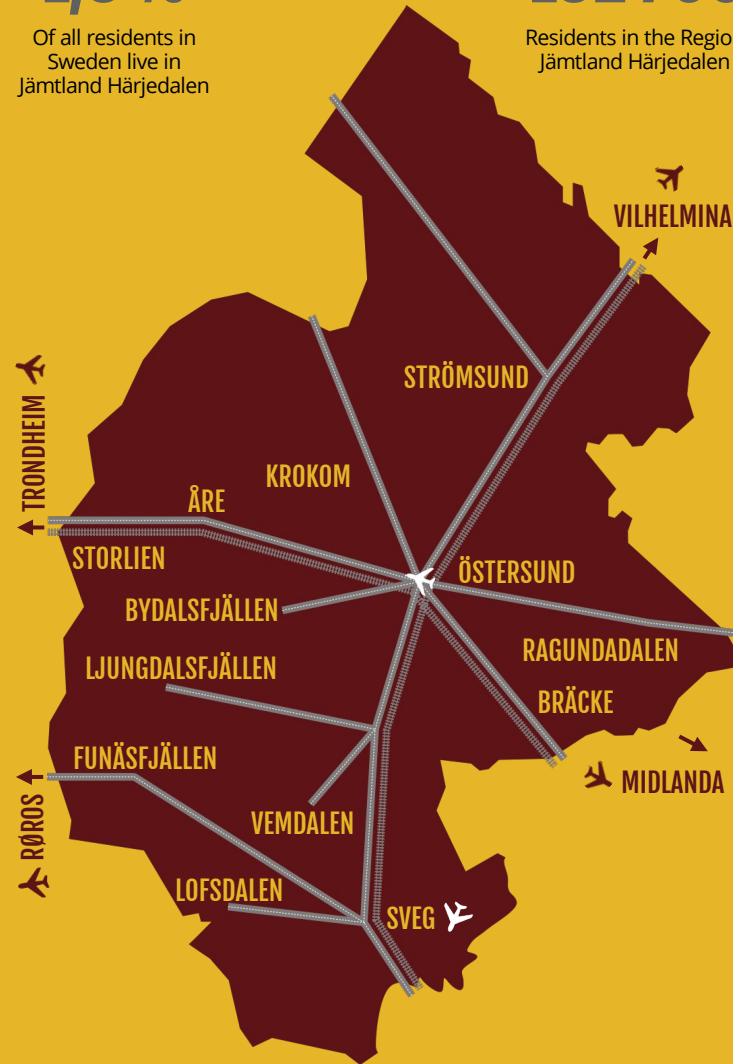 Of all residents in
Sweden live in
Jämtland Härjedalen
Residents in the Regio
Jämtland Härjedalen
VILHELMINA
STRÖMSUND
TRONDHEIM
KROKOM
ÅRE
STORLIEN
ÖSTERSUND
BYDALSFJÄLLEN
RAGUNDADALEN
LJUNGDALSFJÄLLEN
BRÄCKE
FUNÄSFJÄLLEN
MIDLANDA
RØROS
VEMDALEN
LOFSDALEN
SVEG